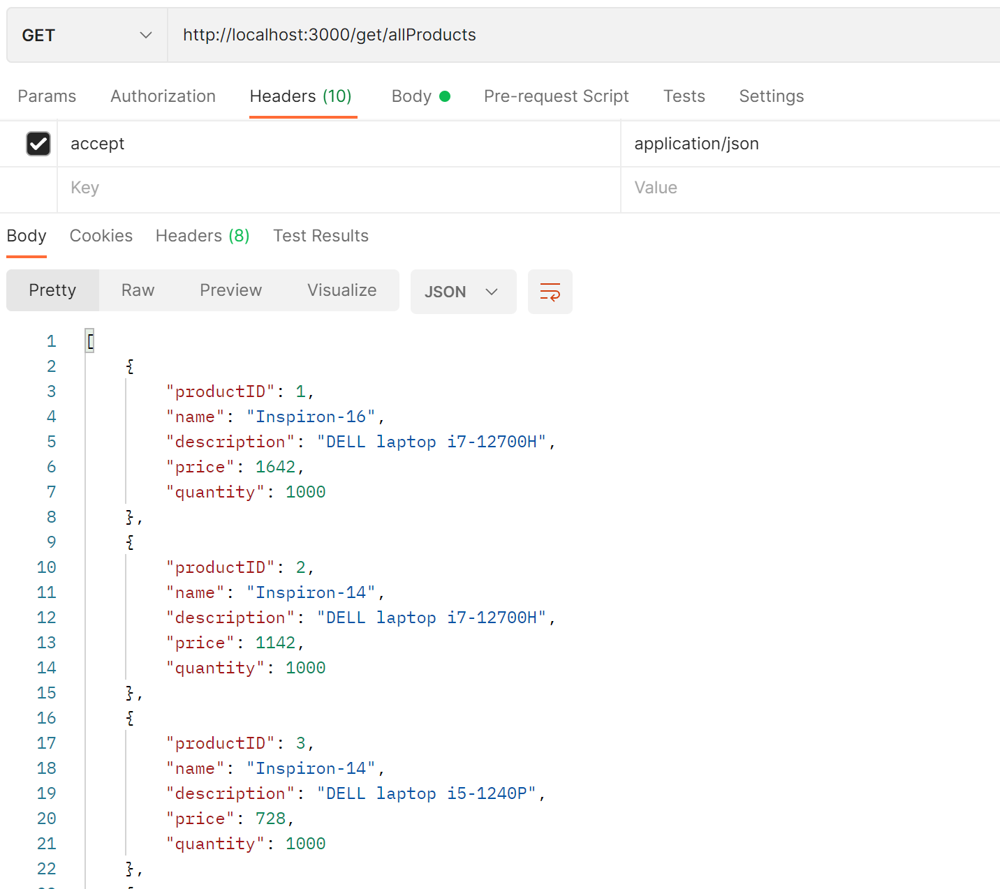 GET http://localhost:3000/get/allProducts
Params Authorization Headers (10) Body Pre-request Script Tests Settings
accept application/json
Key Value
Body Cookies Headers (8) Test Results
Pretty Raw Preview Visualize JSON
1 [
2 {
3 "productID": 1,
4 "name": "Inspiron-16",
5 "description": "DELL laptop i7-12700H",
6 "price": 1642,
7 "quantity": 1000
8 },
9 {
10 "productID": 2,
11 "name": "Inspiron-14",
12 "description": "DELL laptop i7-12700H",
13 "price": 1142,
14 "quantity": 1000
15 },
16 {
17 "productID": 3,
18 "name": "Inspiron-14",
19 "description": "DELL laptop i5-1240P",
20 "price": 728,
21 "quantity": 1000
22 },